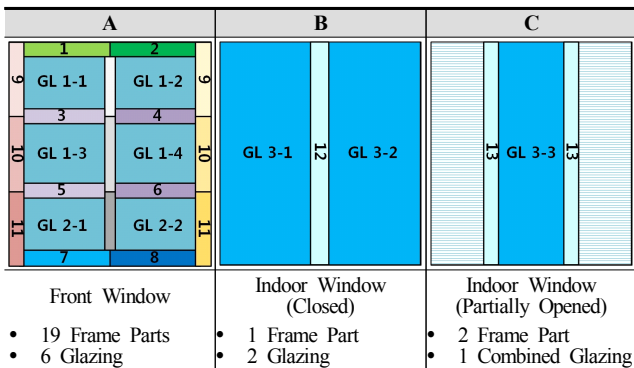 A B C
1 2
9 GL 1-1 GL 1-2 9
3 4
10 GL 1-3 GL 1-4 10
5 6
11 GL 2-1 GL 2-2 11
7 8
GL 3-1 12 GL 3-2
13 GL 3-3 13
Front Window
• 19 Frame Parts
• 6 Glazing
Indoor Window
(Closed)
• 1 Frame Part
• 2 Glazing
Indoor Window
(Partially Opened)
• 2 Frame Part
• 1 Combined Glazing